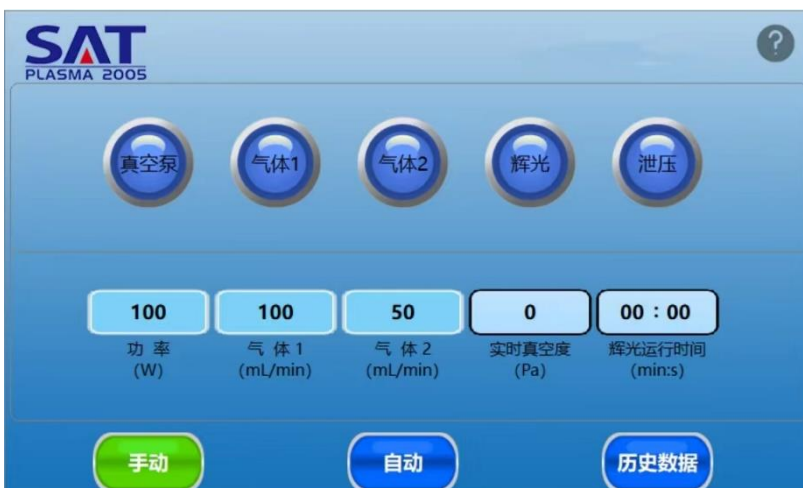 SAT
PLASMA 2005
?
真空泵 气体1 气体2 辉光 泄压
100 100 50 0 00：00
功 率 气 体 1 气 体 2 实时真空度 辉光运行时间
(W) (mL/min) (mL/min) (Pa) (min:s)
手动 自动 历史数据